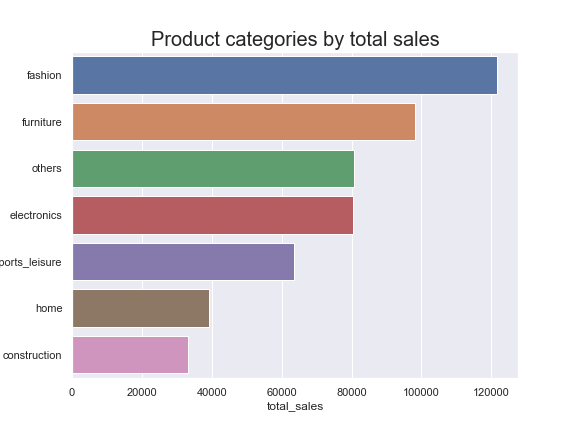 Product categories by total sales
fashion
furniture
others
electronics
ports_leisure
home
construction
0 20000 40000 60000 80000 100000 120000
total_sales